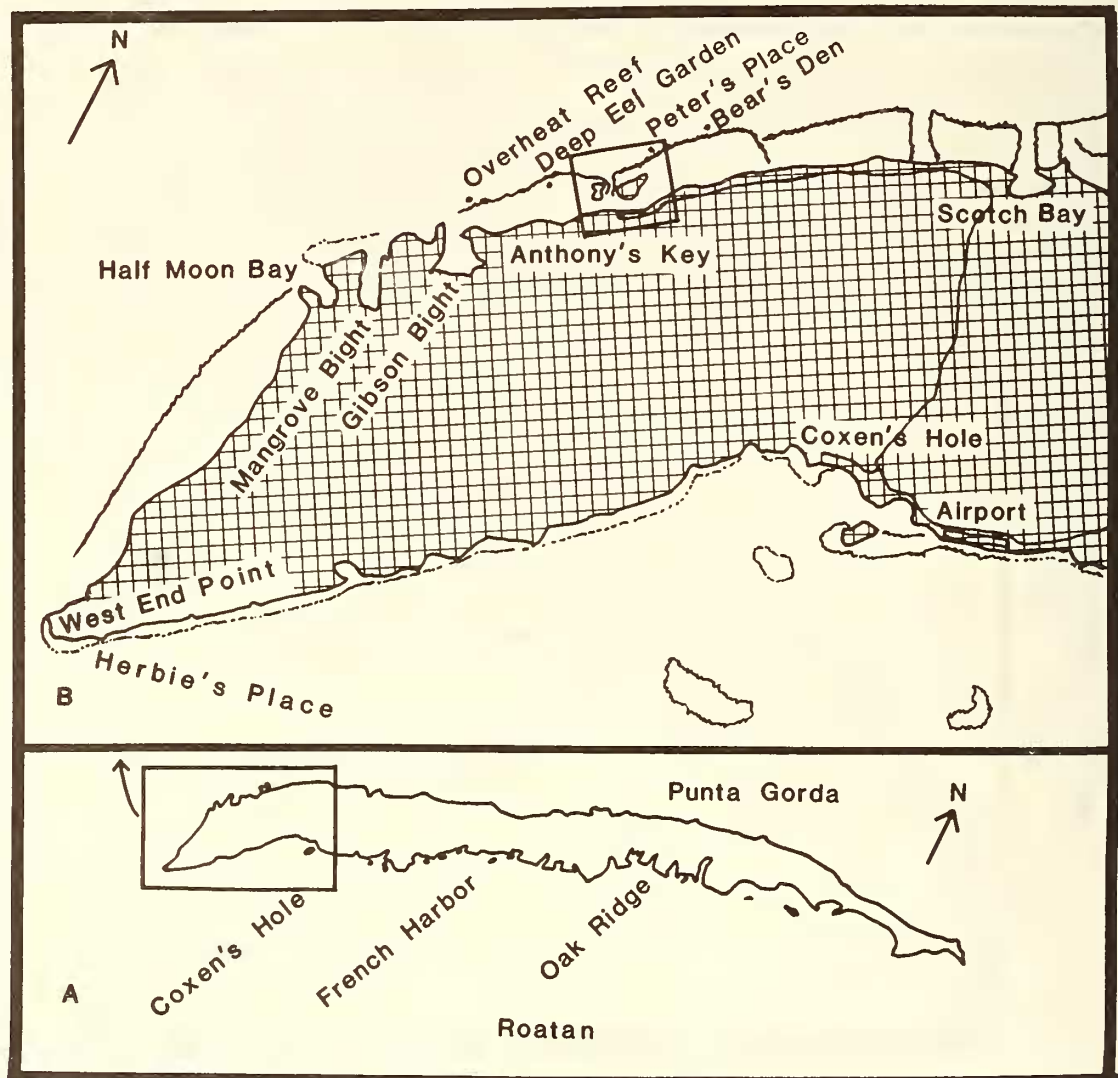 N
Overheat Reef
Deep Eel Garden
Peter's Place
Bear's Den
Scotch Bay
Anthony's Key
Half Moon Bay
Mangrove Bight
Gibson Bight
Coxen's Hole
Airport
West End Point
Herbie's Place
B
Punta Gorda
N
Coxen's Hole
French Harbor
Oak Ridge
A
Roatan